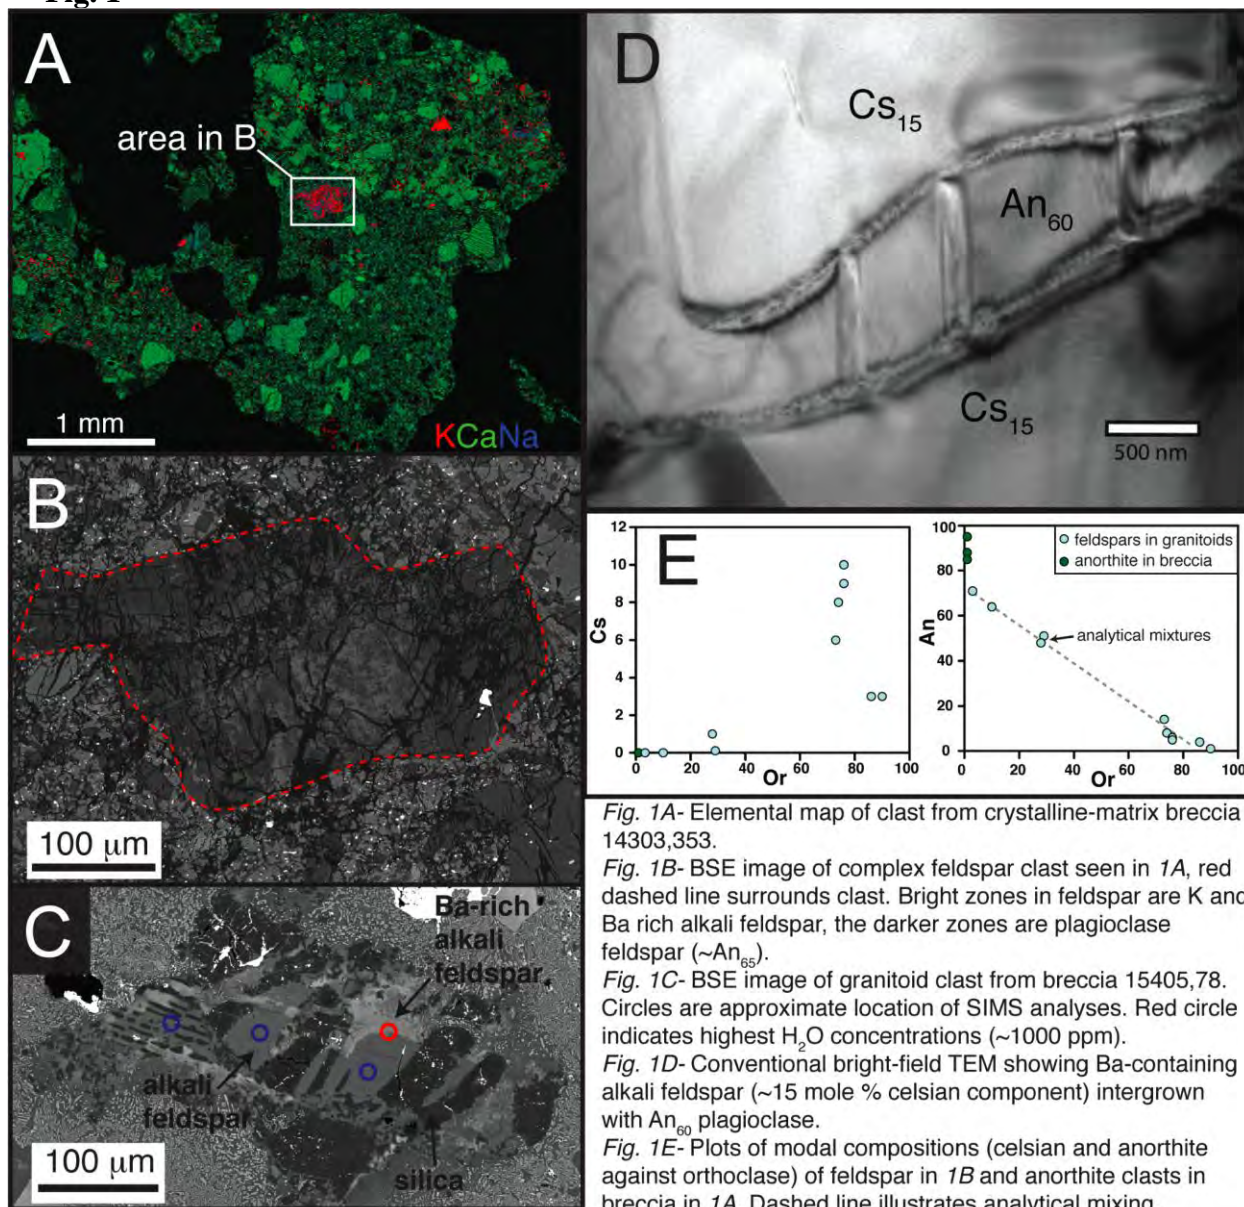 Fig. 1
A
area in B
1 mm
KCaNa
B
100 μm
C
Ba-rich
alkali
feldspar
alkali
feldspar
silica
100 μm
D
Cs15
An60
Cs15
500 nm
E
12
10
8
6
4
2
0
Cs
0 20 40 60 80 100
Or
100
80
60
40
20
0
An
0 20 40 60 80 100
Or
feldspars in granitoids
anorthite in breccia
analytical mixtures
Fig. 1A- Elemental map of clast from crystalline-matrix breccia
14303,353.
Fig. 1B- BSE image of complex feldspar clast seen in 1A, red
dashed line surrounds clast. Bright zones in feldspar are K and
Ba rich alkali feldspar, the darker zones are plagioclase
feldspar (~An65).
Fig. 1C- BSE image of granitoid clast from breccia 15405,78.
Circles are approximate location of SIMS analyses. Red circle
indicates highest H2O concentrations (~1000 ppm).
Fig. 1D- Conventional bright-field TEM showing Ba-containing
alkali feldspar (~15 mole % celsian component) intergrown
with An60 plagioclase.
Fig. 1E- Plots of modal compositions (celsian and anorthite
against orthoclase) of feldspar in 1B and anorthite clasts in
breccia in 1A. Dashed line illustrates analytical mixing